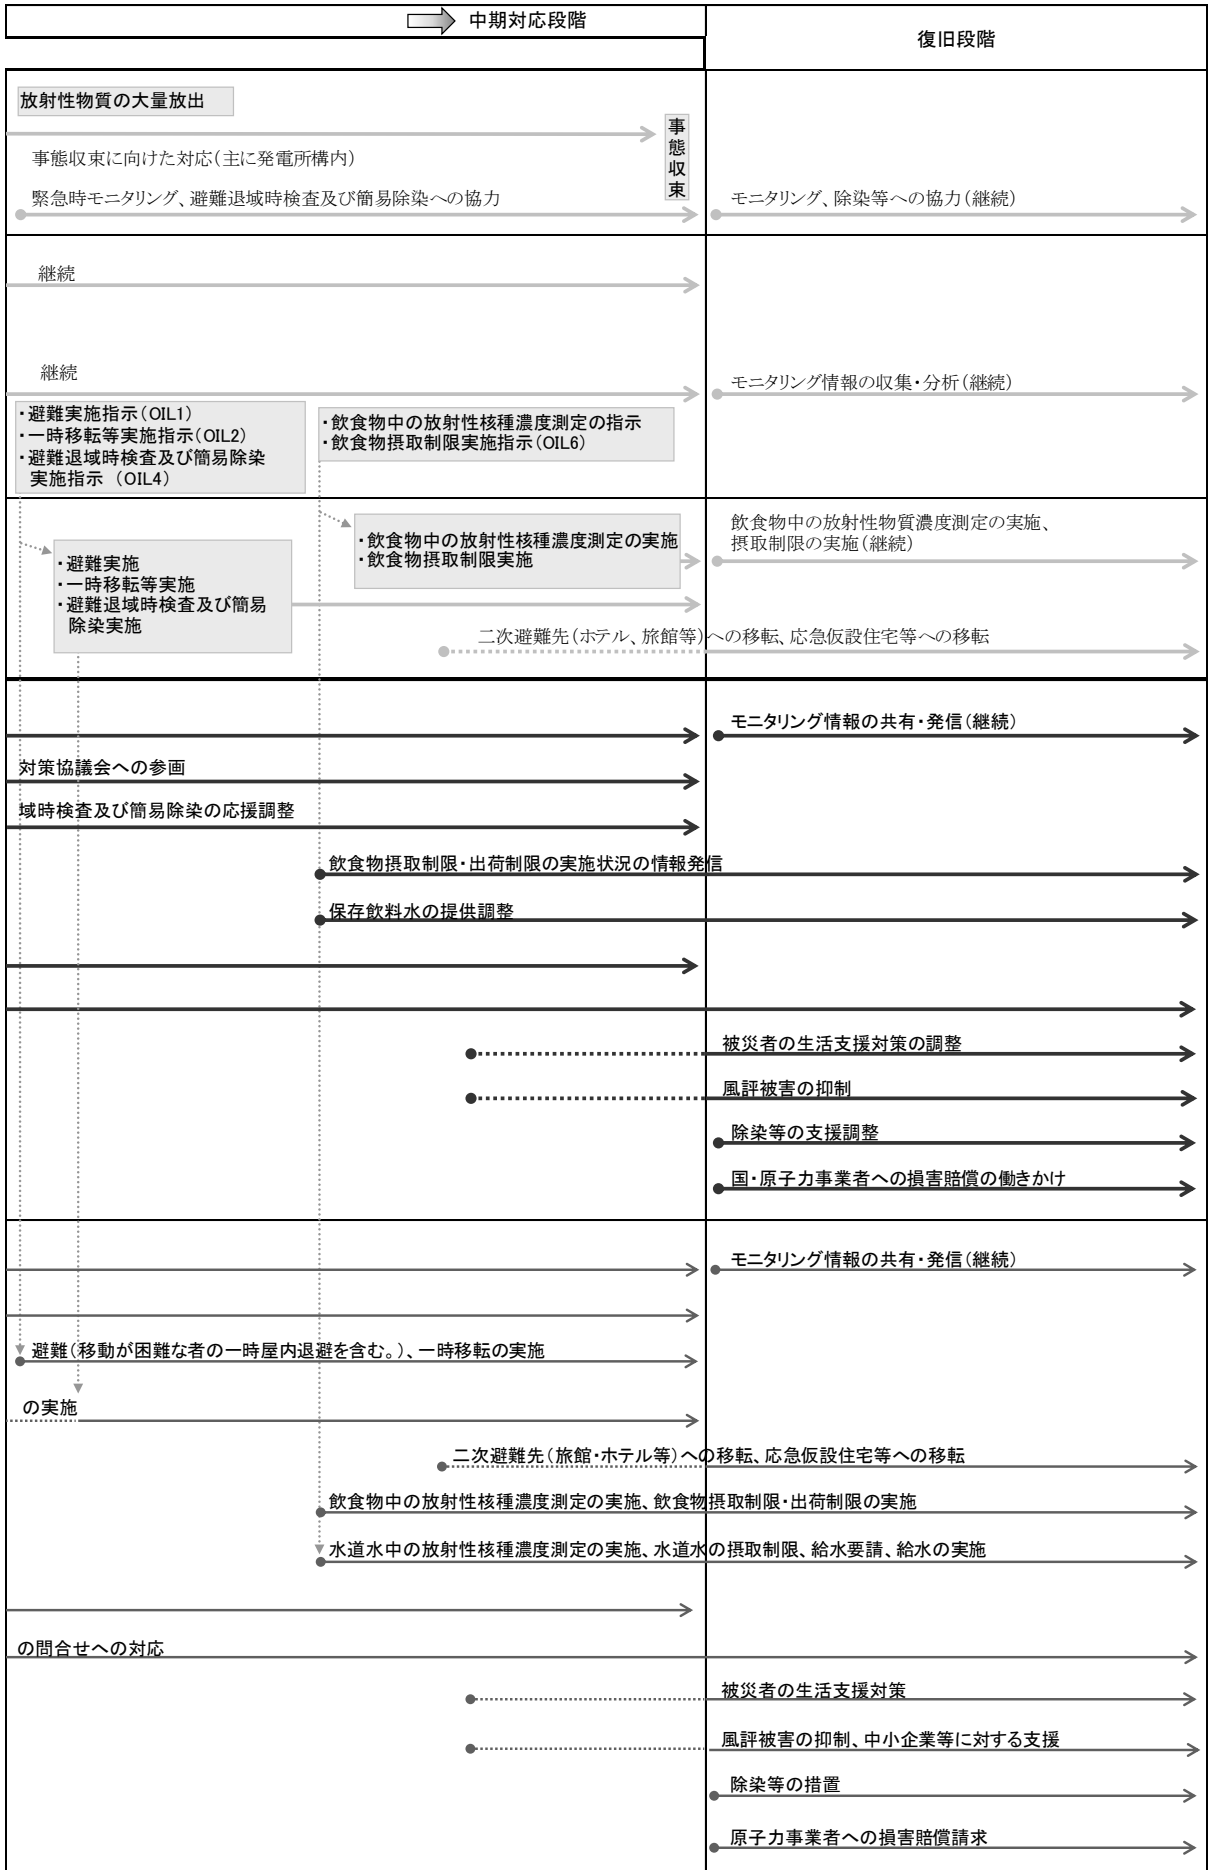 中期対応段階
復旧段階
放射性物質の大量放出
事態収束
事態収束に向けた対応(主に発電所構内)
緊急時モニタリング、避難退域時検査及び簡易除染への協力
モニタリング、除染等への協力(継続)
継続
継続
モニタリング情報の収集・分析(継続)
・避難実施指示(OIL1)
・一時移転等実施指示(OIL2)
・避難退域時検査及び簡易除染
実施指示 (OIL4)
・飲食物中の放射性核種濃度測定の指示
・飲食物摂取制限実施指示(OIL6)
・飲食物中の放射性核種濃度測定の実施
・飲食物摂取制限実施
飲食物中の放射性物質濃度測定の実施、
摂取制限の実施(継続)
・避難実施
・一時移転等実施
・避難退域時検査及び簡易
除染実施
二次避難先(ホテル、旅館等)への移転、応急仮設住宅等への移転
モニタリング情報の共有・発信(継続)
対策協議会への参画
域時検査及び簡易除染の応援調整
飲食物摂取制限・出荷制限の実施状況の情報発信
保存飲料水の提供調整
被災者の生活支援対策の調整
風評被害の抑制
除染等の支援調整
国・原子力事業者への損害賠償の働きかけ
モニタリング情報の共有・発信(継続)
避難(移動が困難な者の一時屋内退避を含む。)、一時移転の実施
の実施
二次避難先(旅館・ホテル等)への移転、応急仮設住宅等への移転
飲食物中の放射性核種濃度測定の実施、飲食物摂取制限・出荷制限の実施
水道水中の放射性核種濃度測定の実施、水道水の摂取制限、給水要請、給水の実施
の問合せへの対応
被災者の生活支援対策
風評被害の抑制、中小企業等に対する支援
除染等の措置
原子力事業者への損害賠償請求